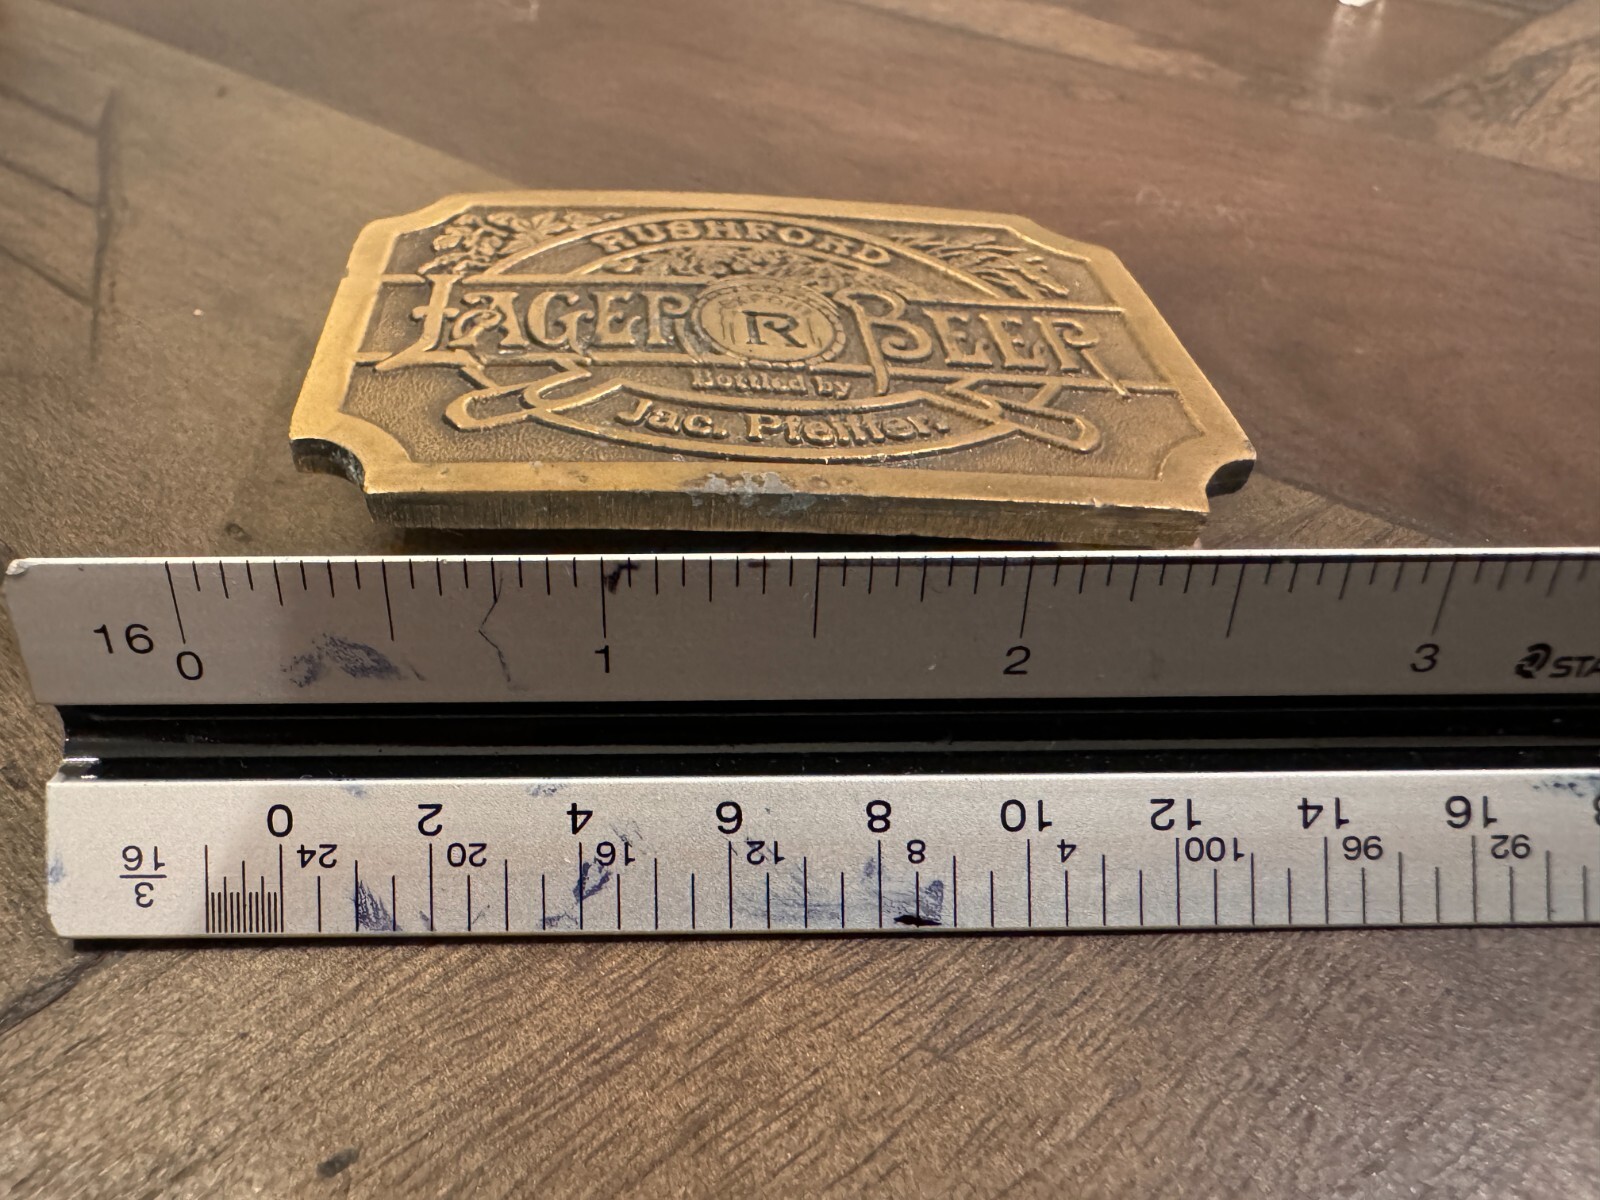 RUSHFORD
LAGER R BEER
Bottled by
Jac. Pfeiffer.
16 0 1 2 3 STA
0 2 4 6 8 10 12 14 16
3/16 24 20 16 12 8 4 100 96 92